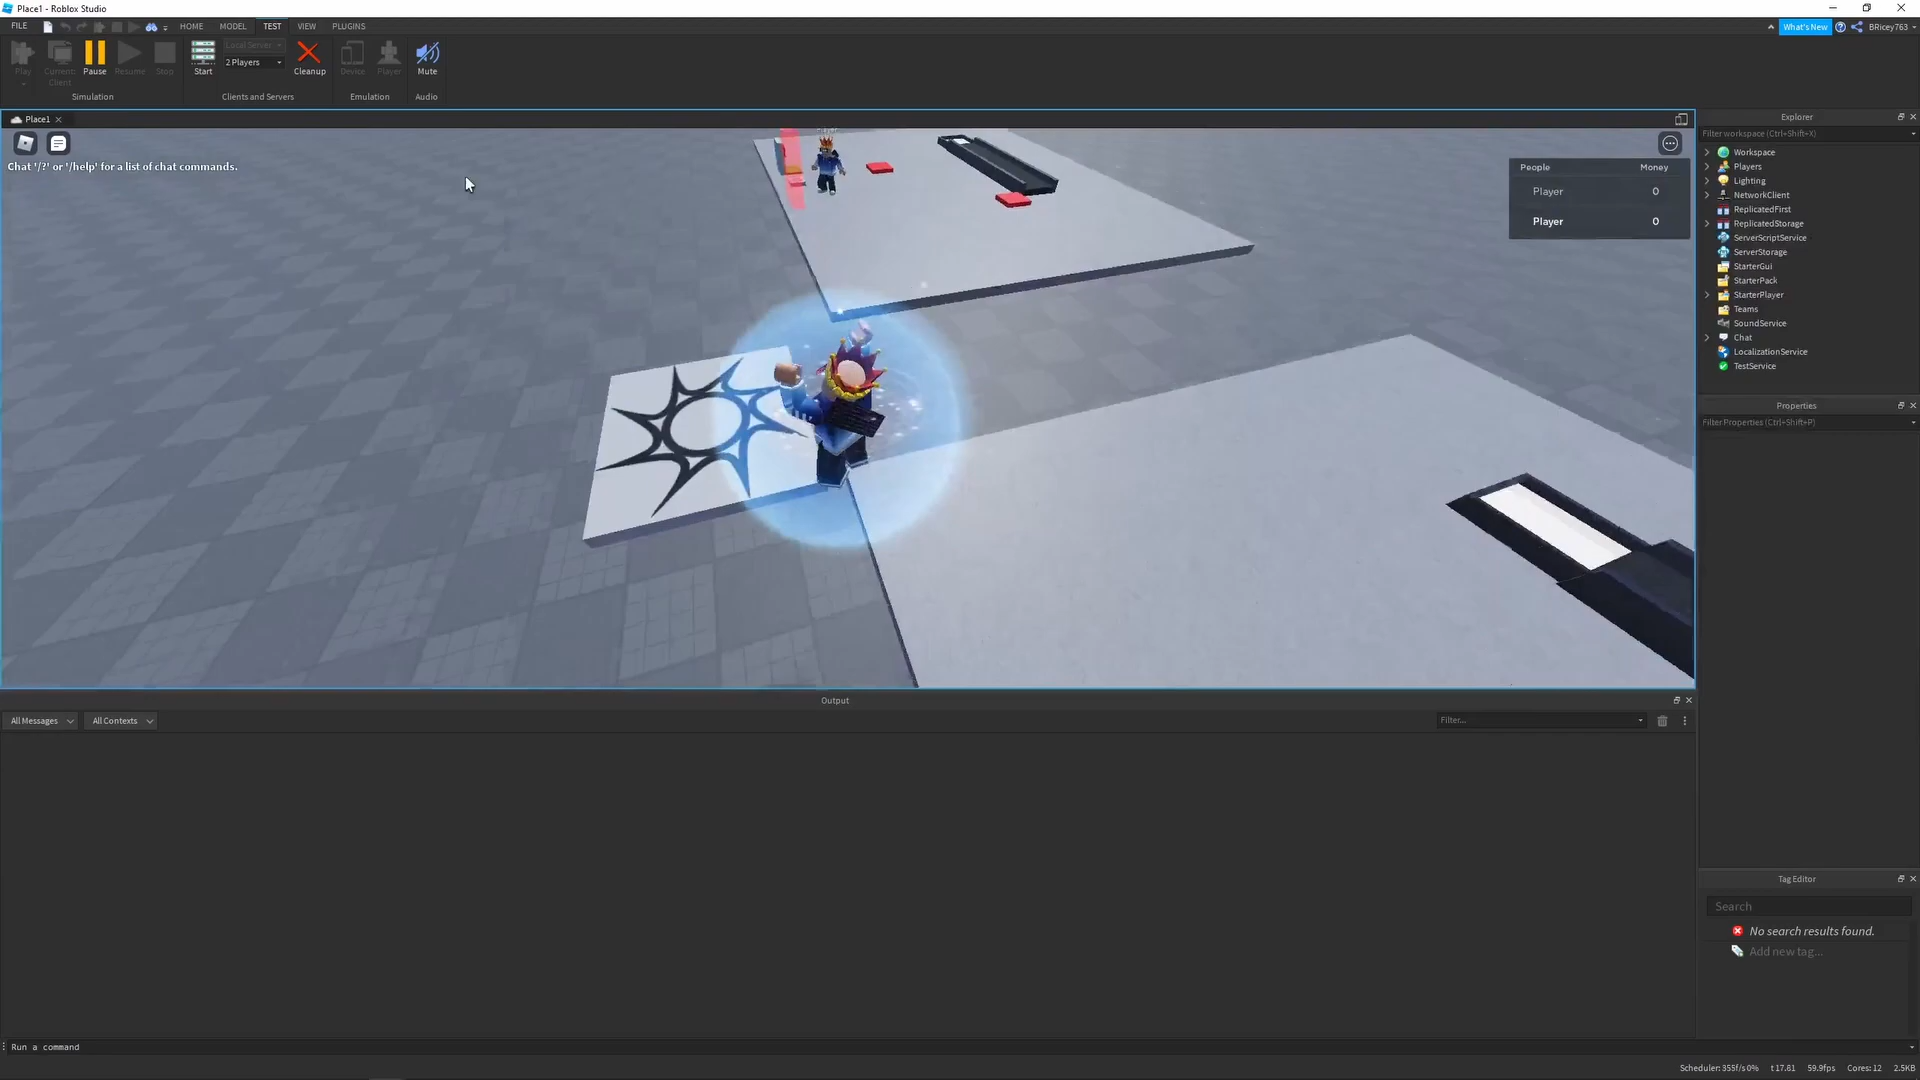 Place1 - Roblox Studio
FILE HOME MODEL TEST VIEW PLUGINS
What's New BRicey763
Play Current: Client Pause Resume Stop
Simulation
Start Local Server 2 Players Cleanup
Clients and Servers
Device Player
Emulation
Mute
Audio
Place1
Chat '/?' or '/help' for a list of chat commands.
People Money
Player 0
Player 0
Explorer
Filter workspace (Ctrl+Shift+X)
Workspace
Players
Lighting
NetworkClient
ReplicatedFirst
ReplicatedStorage
ServerScriptService
ServerStorage
StarterGui
StarterPack
StarterPlayer
Teams
SoundService
Chat
LocalizationService
TestService
Properties
Filter Properties (Ctrl+Shift+P)
Output
All Messages All Contexts Filter...
Tag Editor
Search
No search results found.
Add new tag...
Run a command
Scheduler: 355f/s 0% t 17.81 59.9fps Cores: 12 2.5KB